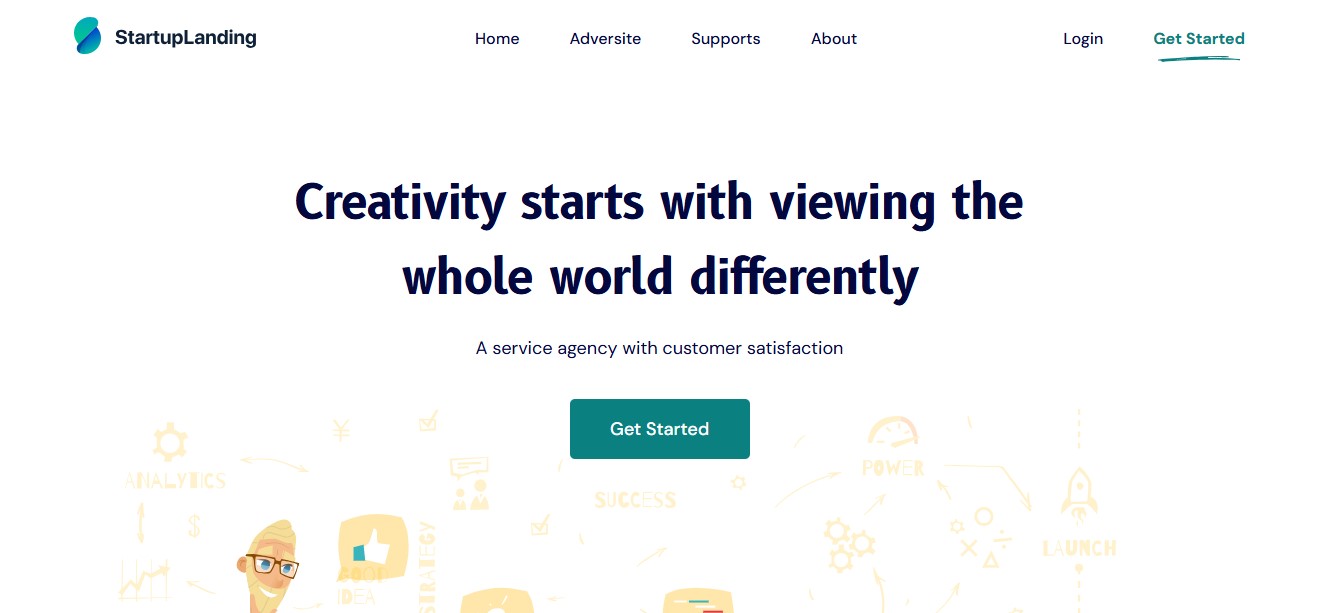 StartupLanding
Home
Adversite
Supports
About
Login
Get Started
Creativity starts with viewing the
whole world differently
A service agency with customer satisfaction
Get Started
ANALYTICS
SUCCESS
POWER
STRATEGY
GOOD
IDEA
LAUNCH